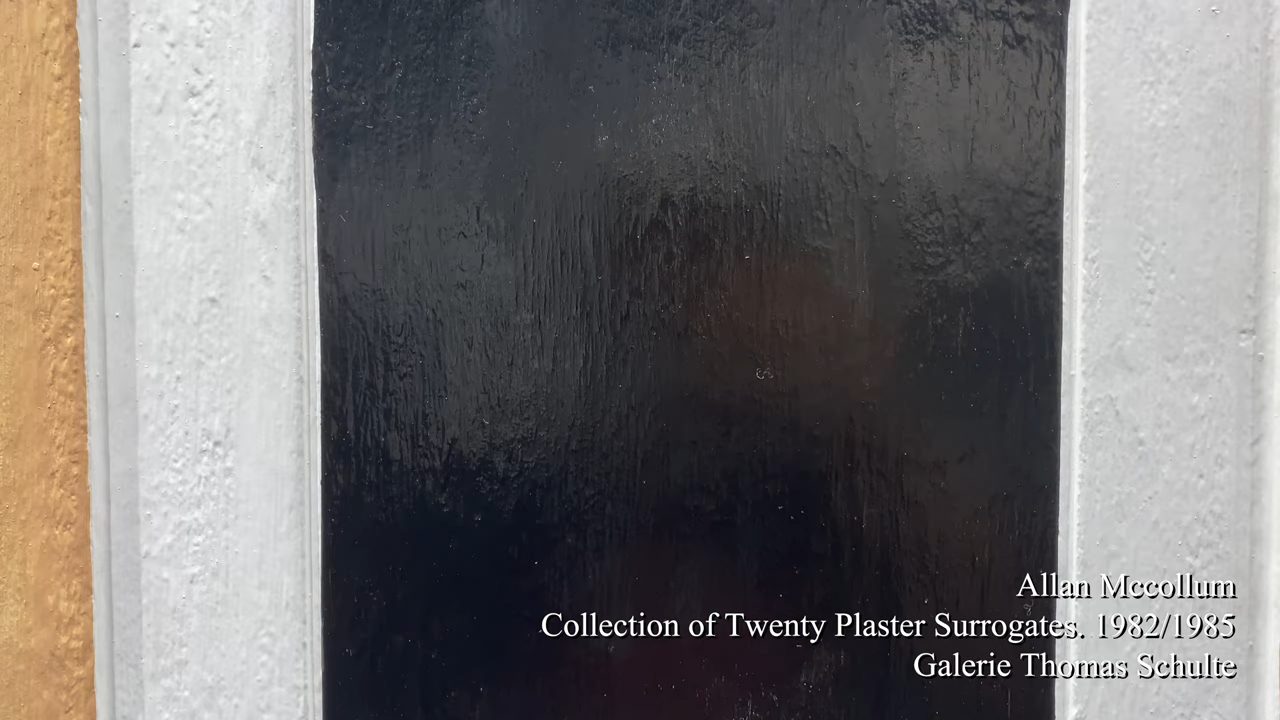 Allan Mccollum
Collection of Twenty Plaster Surrogates. 1982/1985
Galerie Thomas Schulte